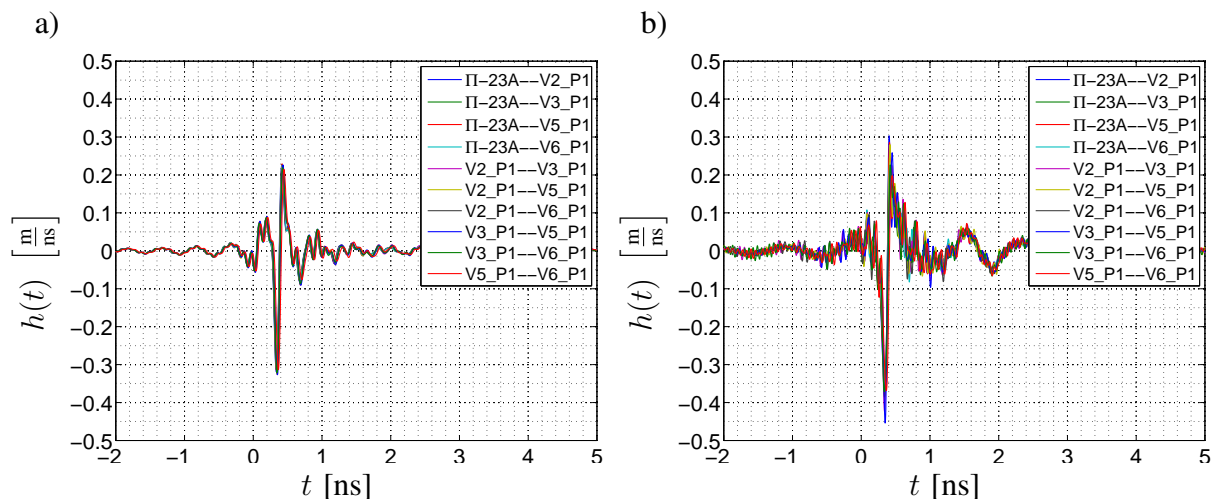 a)
0.5
0.4
0.3
0.2
0.1
0
−0.1
−0.2
−0.3
−0.4
−0.5
−2
−1
0
1
2
3
4
5
h(t) [m/ns]
t [ns]
Π−23A−−V2_P1
Π−23A−−V3_P1
Π−23A−−V5_P1
Π−23A−−V6_P1
V2_P1−−V3_P1
V2_P1−−V5_P1
V2_P1−−V6_P1
V3_P1−−V5_P1
V3_P1−−V6_P1
V5_P1−−V6_P1
b)
0.5
0.4
0.3
0.2
0.1
0
−0.1
−0.2
−0.3
−0.4
−0.5
−2
−1
0
1
2
3
4
5
h(t) [m/ns]
t [ns]
Π−23A−−V2_P1
Π−23A−−V3_P1
Π−23A−−V5_P1
Π−23A−−V6_P1
V2_P1−−V3_P1
V2_P1−−V5_P1
V2_P1−−V6_P1
V3_P1−−V5_P1
V3_P1−−V6_P1
V5_P1−−V6_P1